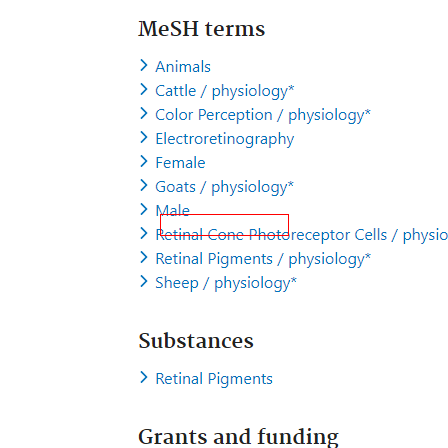 MeSH terms
Animals
Cattle / physiology*
Color Perception / physiology*
Electroretinography
Female
Goats / physiology*
Male
Retinal Cone Photoreceptor Cells / physio
Retinal Pigments / physiology*
Sheep / physiology*
Substances
Retinal Pigments
Grants and funding